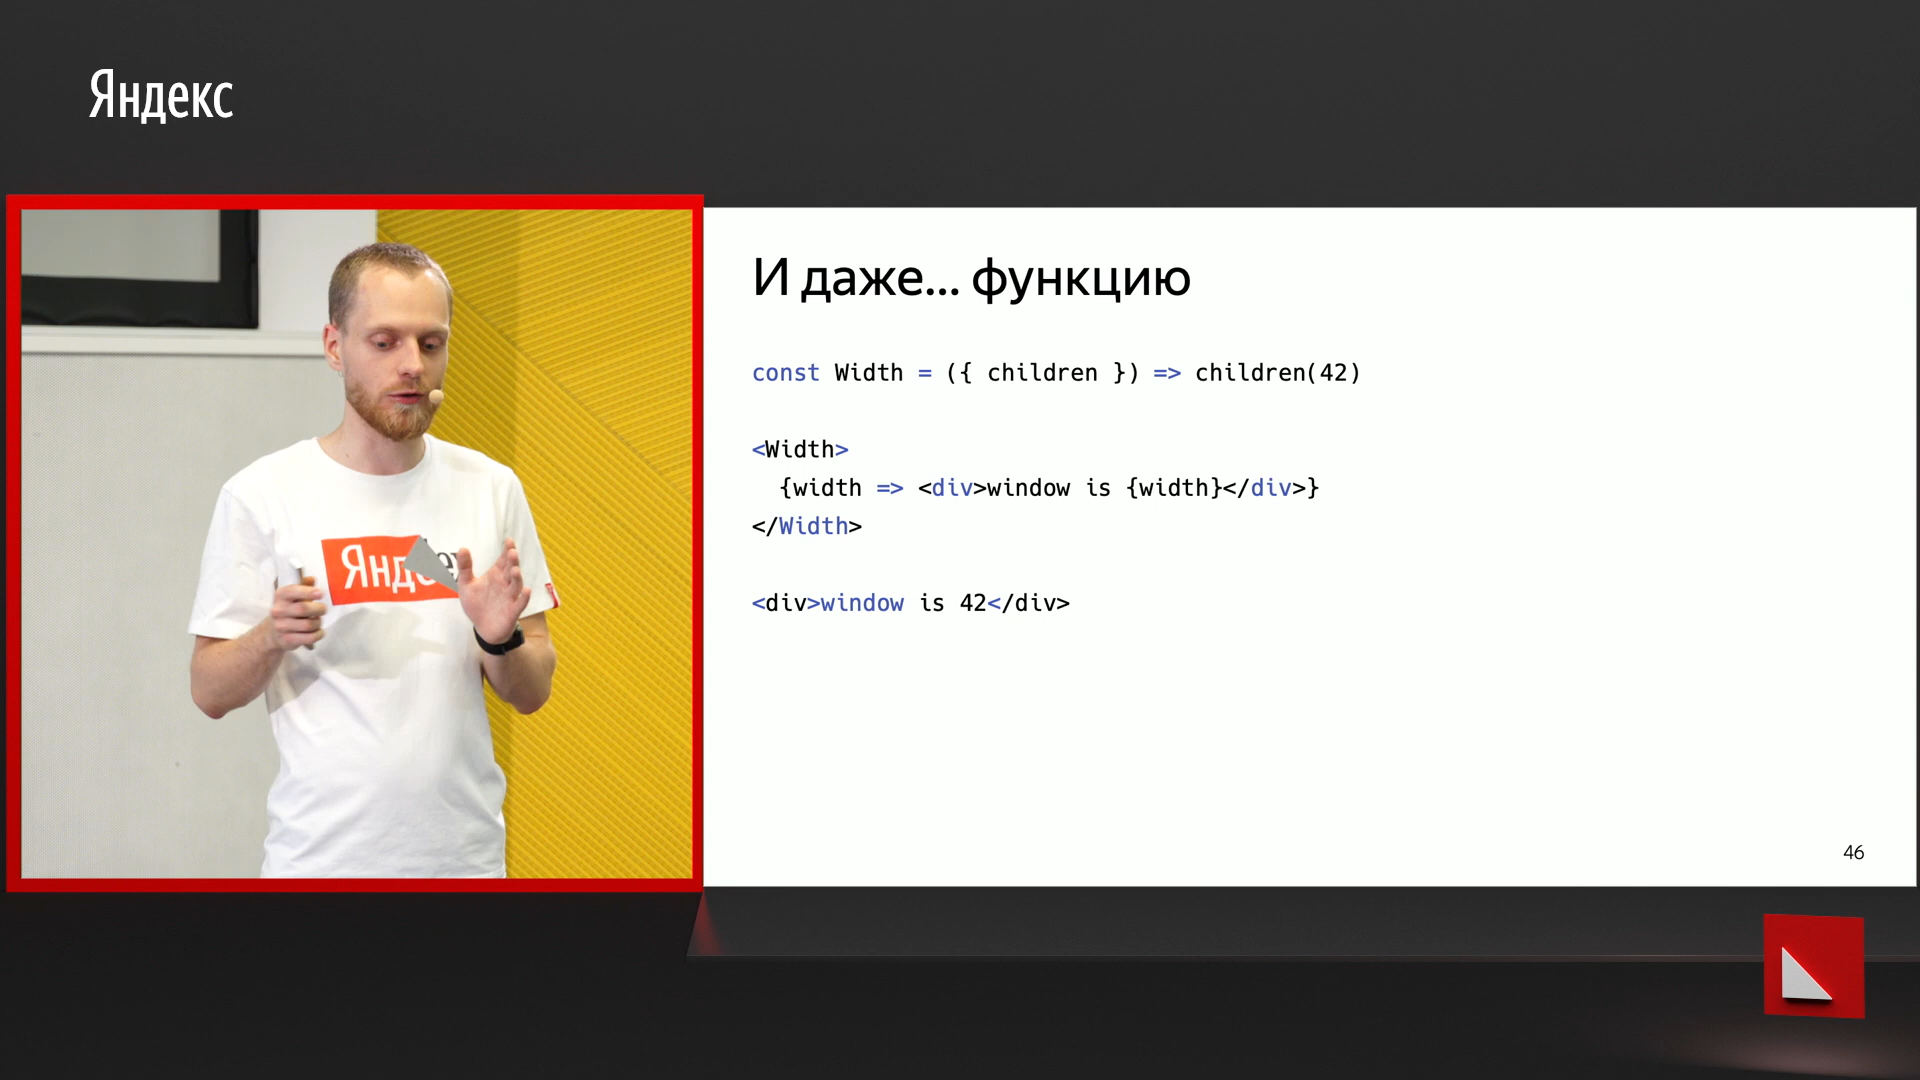 Яндекс
И даже... функцию
const Width = ({ children }) => children(42)
<Width>
  {width => <div>window is {width}</div>}
</Width>
<div>window is 42</div>
46